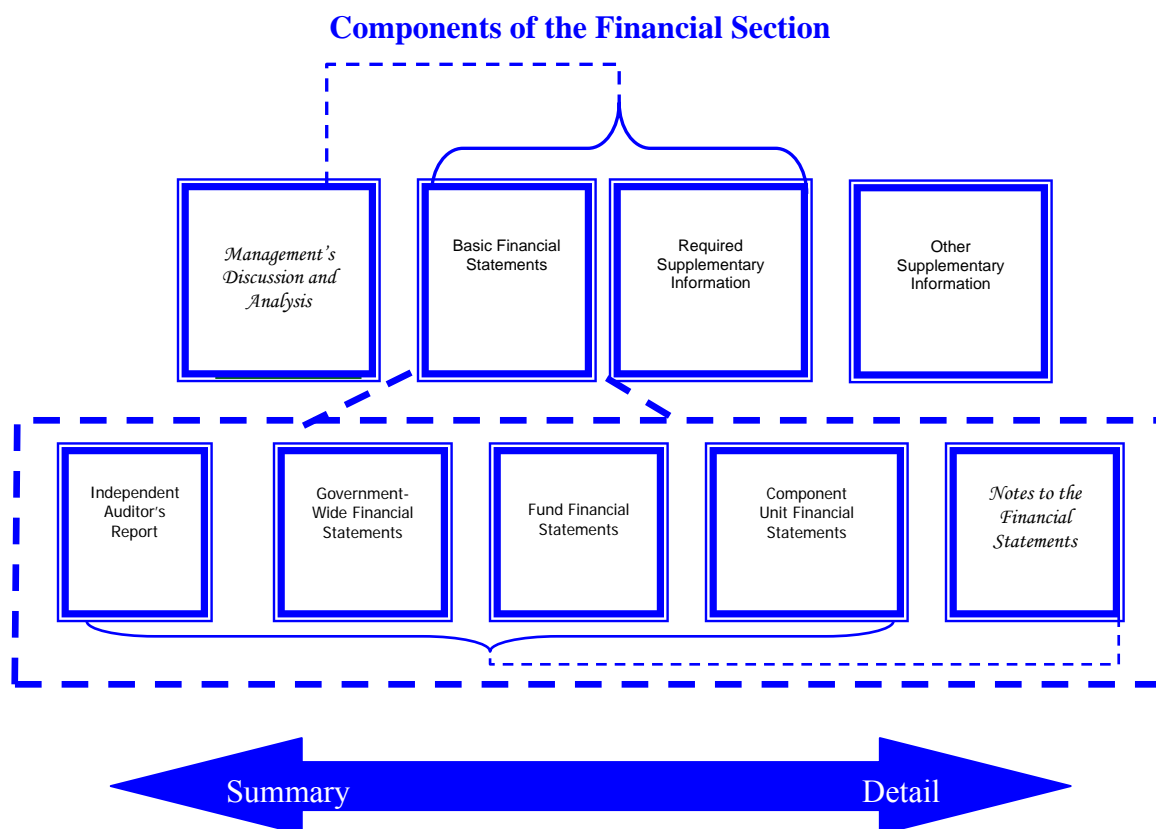 Components of the Financial Section
Management’s
Discussion and
Analysis
Basic Financial
Statements
Required
Supplementary
Information
Other
Supplementary
Information
Independent
Auditor’s
Report
Government-
Wide Financial
Statements
Fund Financial
Statements
Component
Unit Financial
Statements
Notes to the
Financial
Statements
Summary
Detail